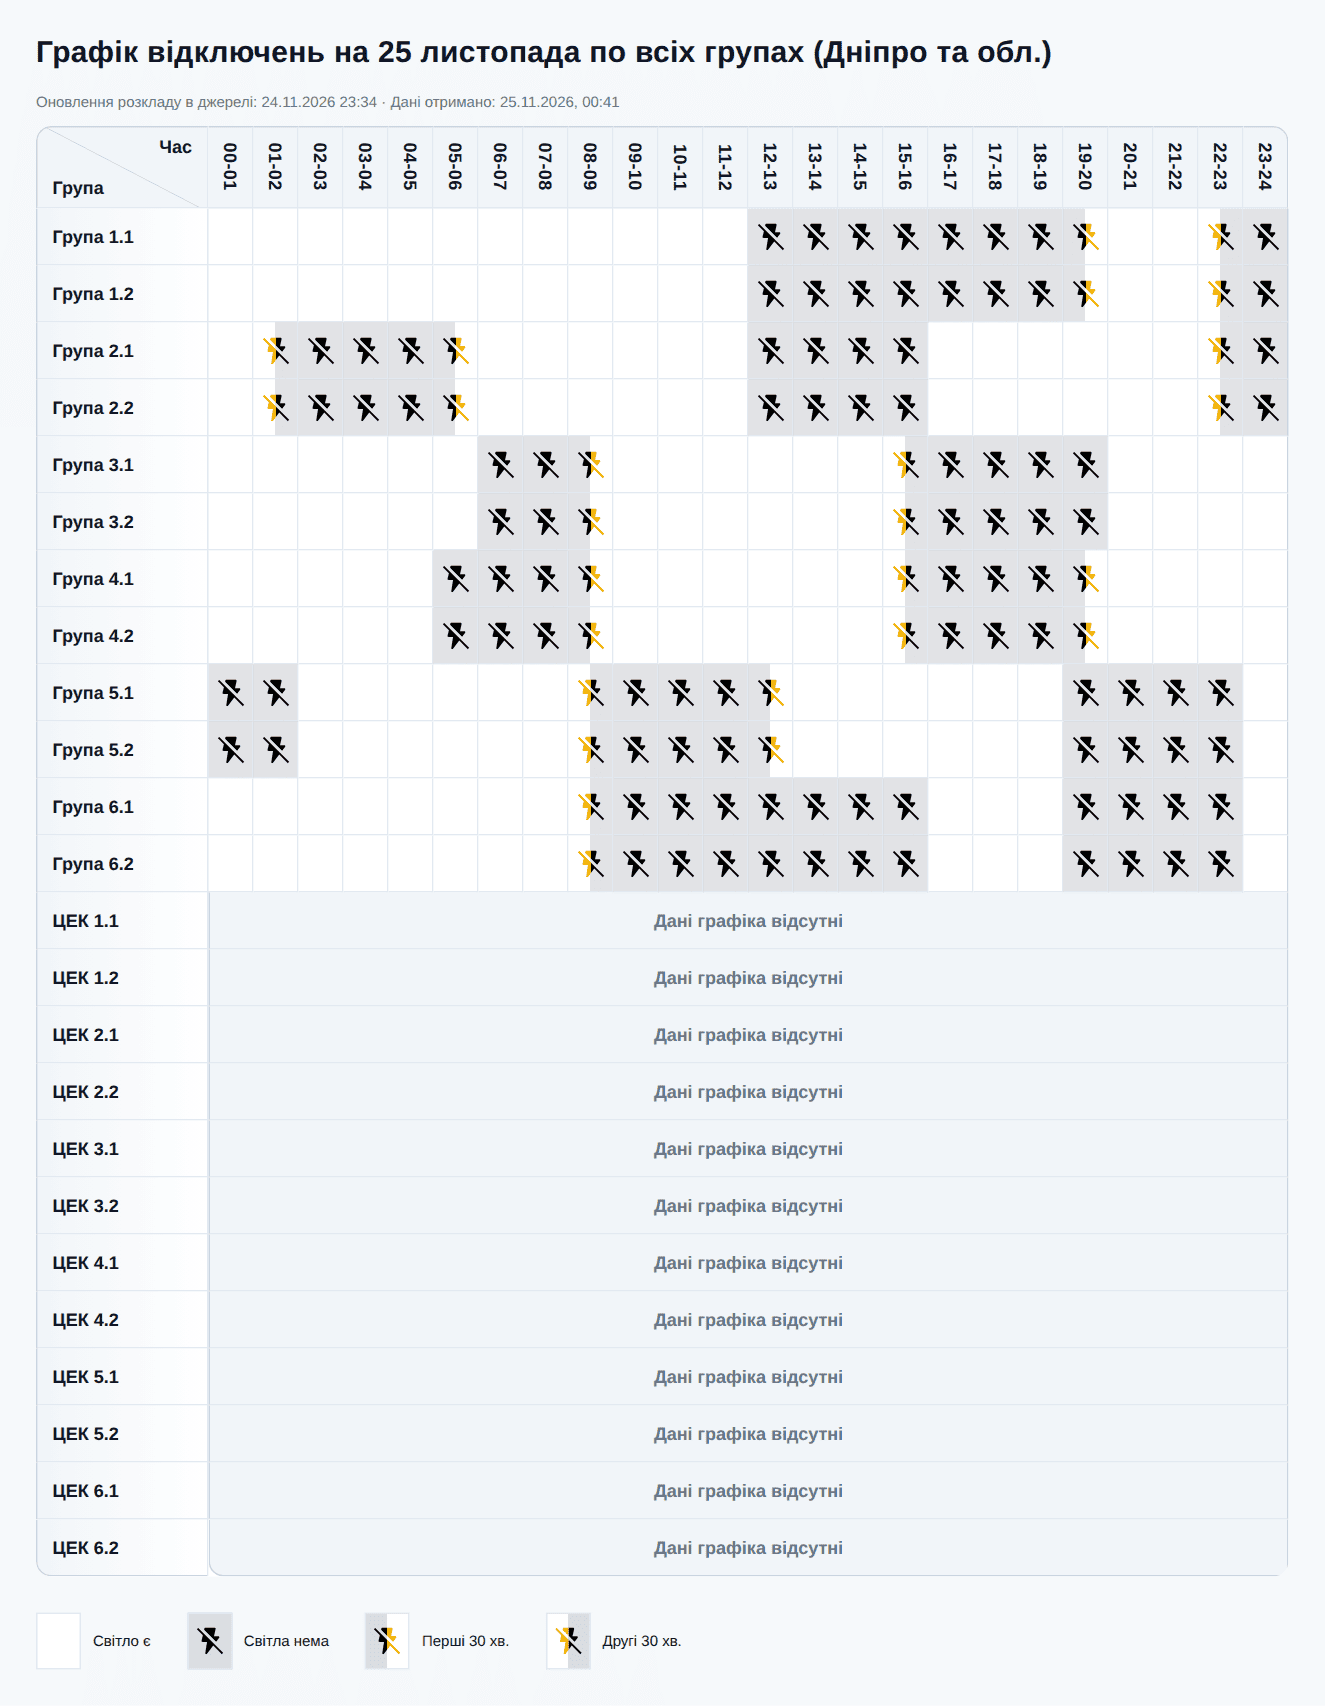 Графік відключень на 25 листопада по всіх групах (Дніпро та обл.)
Оновлення розкладу в джерелі: 24.11.2026 23:34 · Дані отримано: 25.11.2026, 00:41
Час
Група
00-01 01-02 02-03 03-04 04-05 05-06 06-07 07-08 08-09 09-10 10-11 11-12 12-13 13-14 14-15 15-16 16-17 17-18 18-19 19-20 20-21 21-22 22-23 23-24
Група 1.1
Група 1.2
Група 2.1
Група 2.2
Група 3.1
Група 3.2
Група 4.1
Група 4.2
Група 5.1
Група 5.2
Група 6.1
Група 6.2
ЦЕК 1.1 Дані графіка відсутні
ЦЕК 1.2 Дані графіка відсутні
ЦЕК 2.1 Дані графіка відсутні
ЦЕК 2.2 Дані графіка відсутні
ЦЕК 3.1 Дані графіка відсутні
ЦЕК 3.2 Дані графіка відсутні
ЦЕК 4.1 Дані графіка відсутні
ЦЕК 4.2 Дані графіка відсутні
ЦЕК 5.1 Дані графіка відсутні
ЦЕК 5.2 Дані графіка відсутні
ЦЕК 6.1 Дані графіка відсутні
ЦЕК 6.2 Дані графіка відсутні
Світло є Світла нема Перші 30 хв. Другі 30 хв.